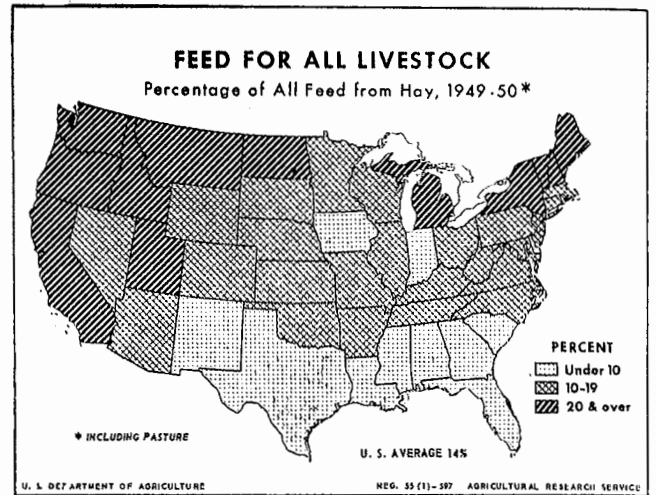 FEED FOR ALL LIVESTOCK
Percentage of All Feed from Hay, 1949-50*
PERCENT
Under 10
10-19
20 & over
* INCLUDING PASTURE
U. S. AVERAGE 14%
U. S. DEPARTMENT OF AGRICULTURE
NEG. 55 (1)-597 AGRICULTURAL RESEARCH SERVICE